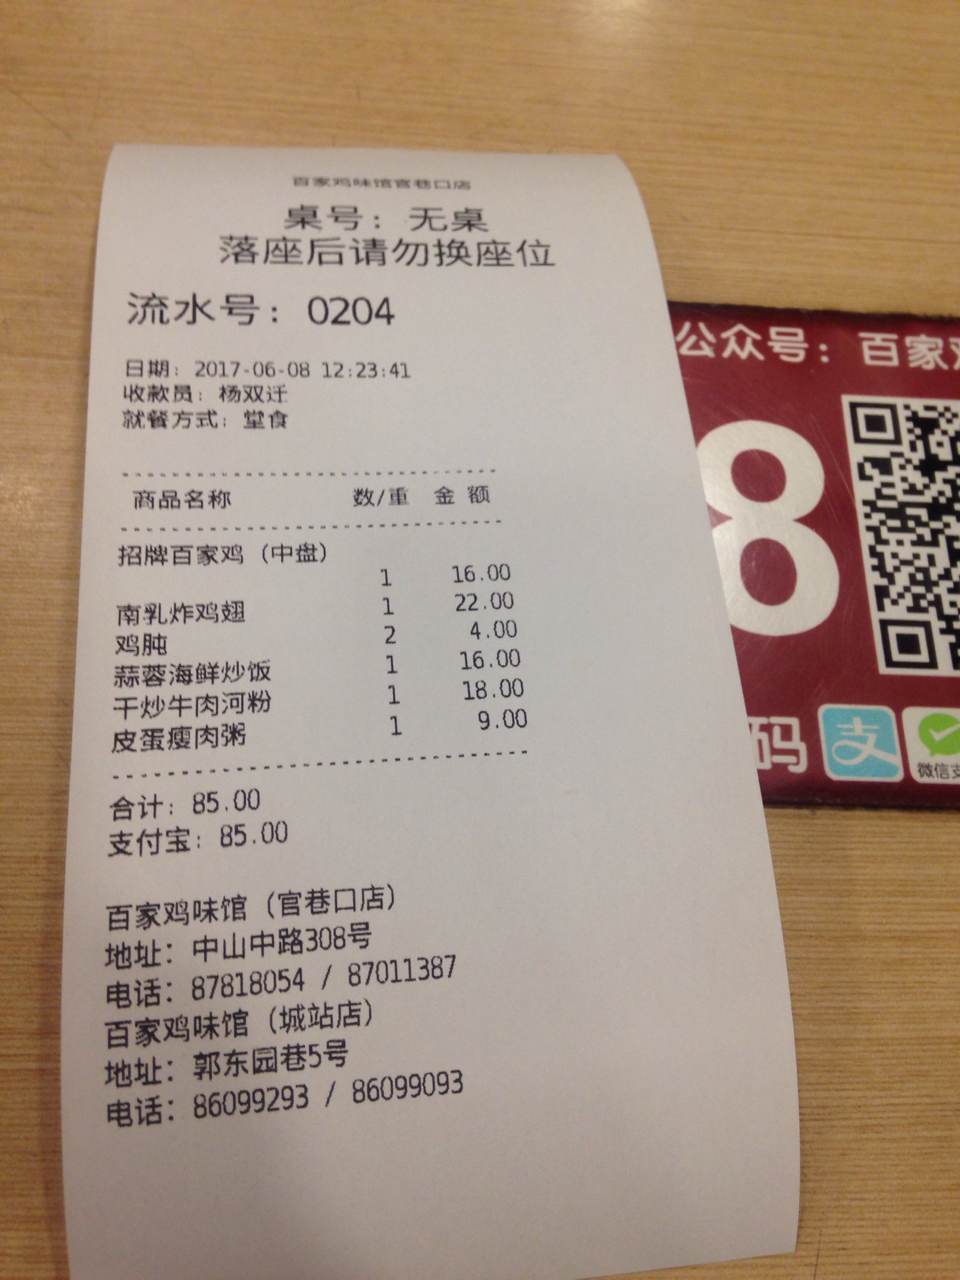 百家鸡味馆官巷口店
桌号：无桌
落座后请勿换座位
流水号：0204
日期：2017-06-08 12:23:41
收款员：杨双迁
就餐方式：堂食
商品名称 数/重 金 额
招牌百家鸡（中盘）
1 16.00
南乳炸鸡翅 1 22.00
鸡肫 2 4.00
蒜蓉海鲜炒饭 1 16.00
干炒牛肉河粉 1 18.00
皮蛋瘦肉粥 1 9.00
合计：85.00
支付宝：85.00
百家鸡味馆（官巷口店）
地址：中山中路308号
电话：87818054 / 87011387
百家鸡味馆（城站店）
地址：郭东园巷5号
电话：86099293 / 86099093
公众号：百家鸡
8
码
支
微信支